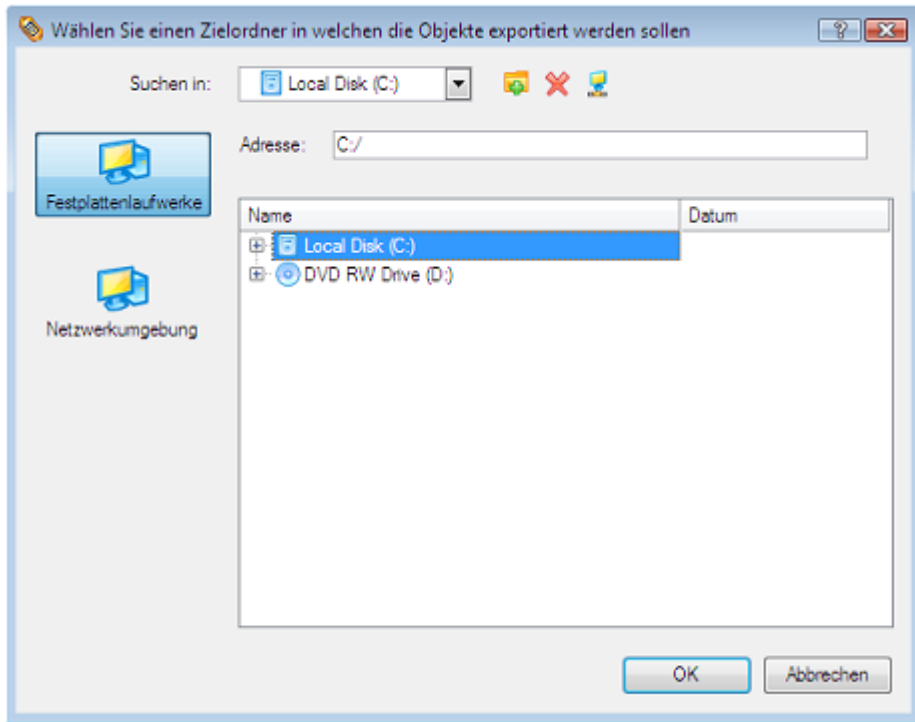 Wählen Sie einen Zielordner in welchen die Objekte exportiert werden sollen
Suchen in: Local Disk (C:)
Adresse: C:/
Festplattenlaufwerke
Netzwerkumgebung
Name Datum
Local Disk (C:)
DVD RW Drive (D:)
OK Abbrechen